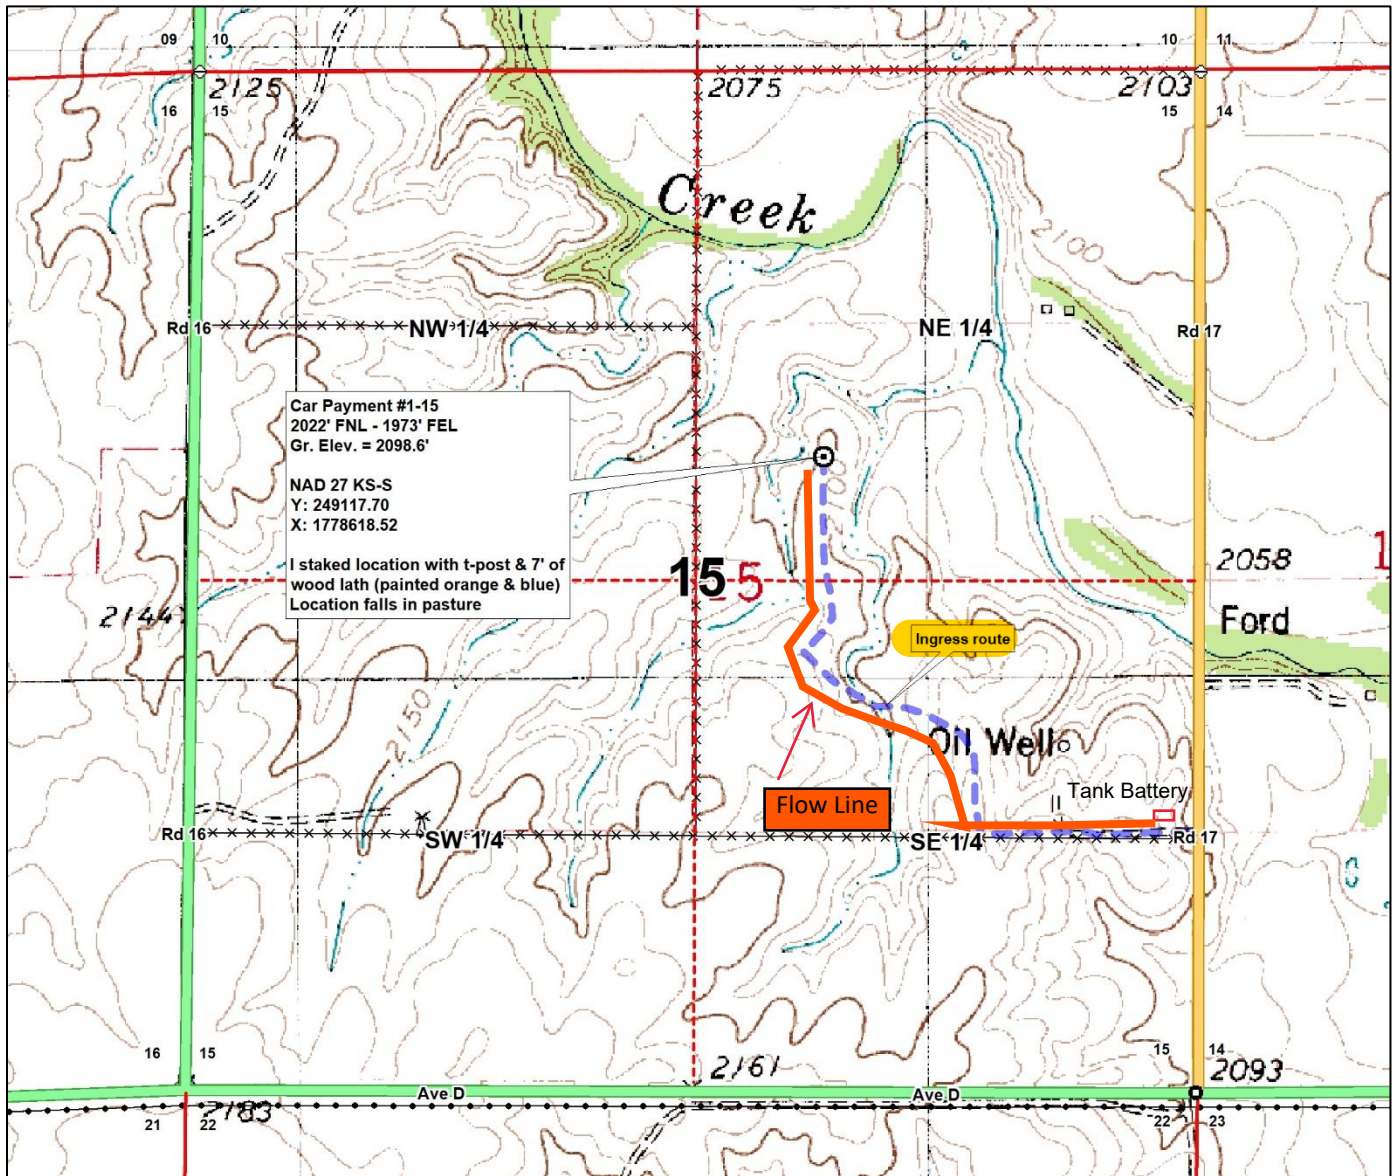 09 10
10 11
2125
2075
2103
16 15
15 14
Creek
2100
Rd 16
NW 1/4
NE 1/4
Rd 17
Car Payment #1-15
2022' FNL - 1973' FEL
Gr. Elev. = 2098.6'
NAD 27 KS-S
Y: 249117.70
X: 1778618.52
I staked location with t-post & 7' of
wood lath (painted orange & blue)
Location falls in pasture
15
5
1
2058
2144
Ford
Ingress route
2150
Oil Well
Tank Battery
Flow Line
Rd 16
SW 1/4
SE 1/4
Rd 17
16 15
15 14
2161
2093
Ave D
Ave D
2183
21 22
22 23